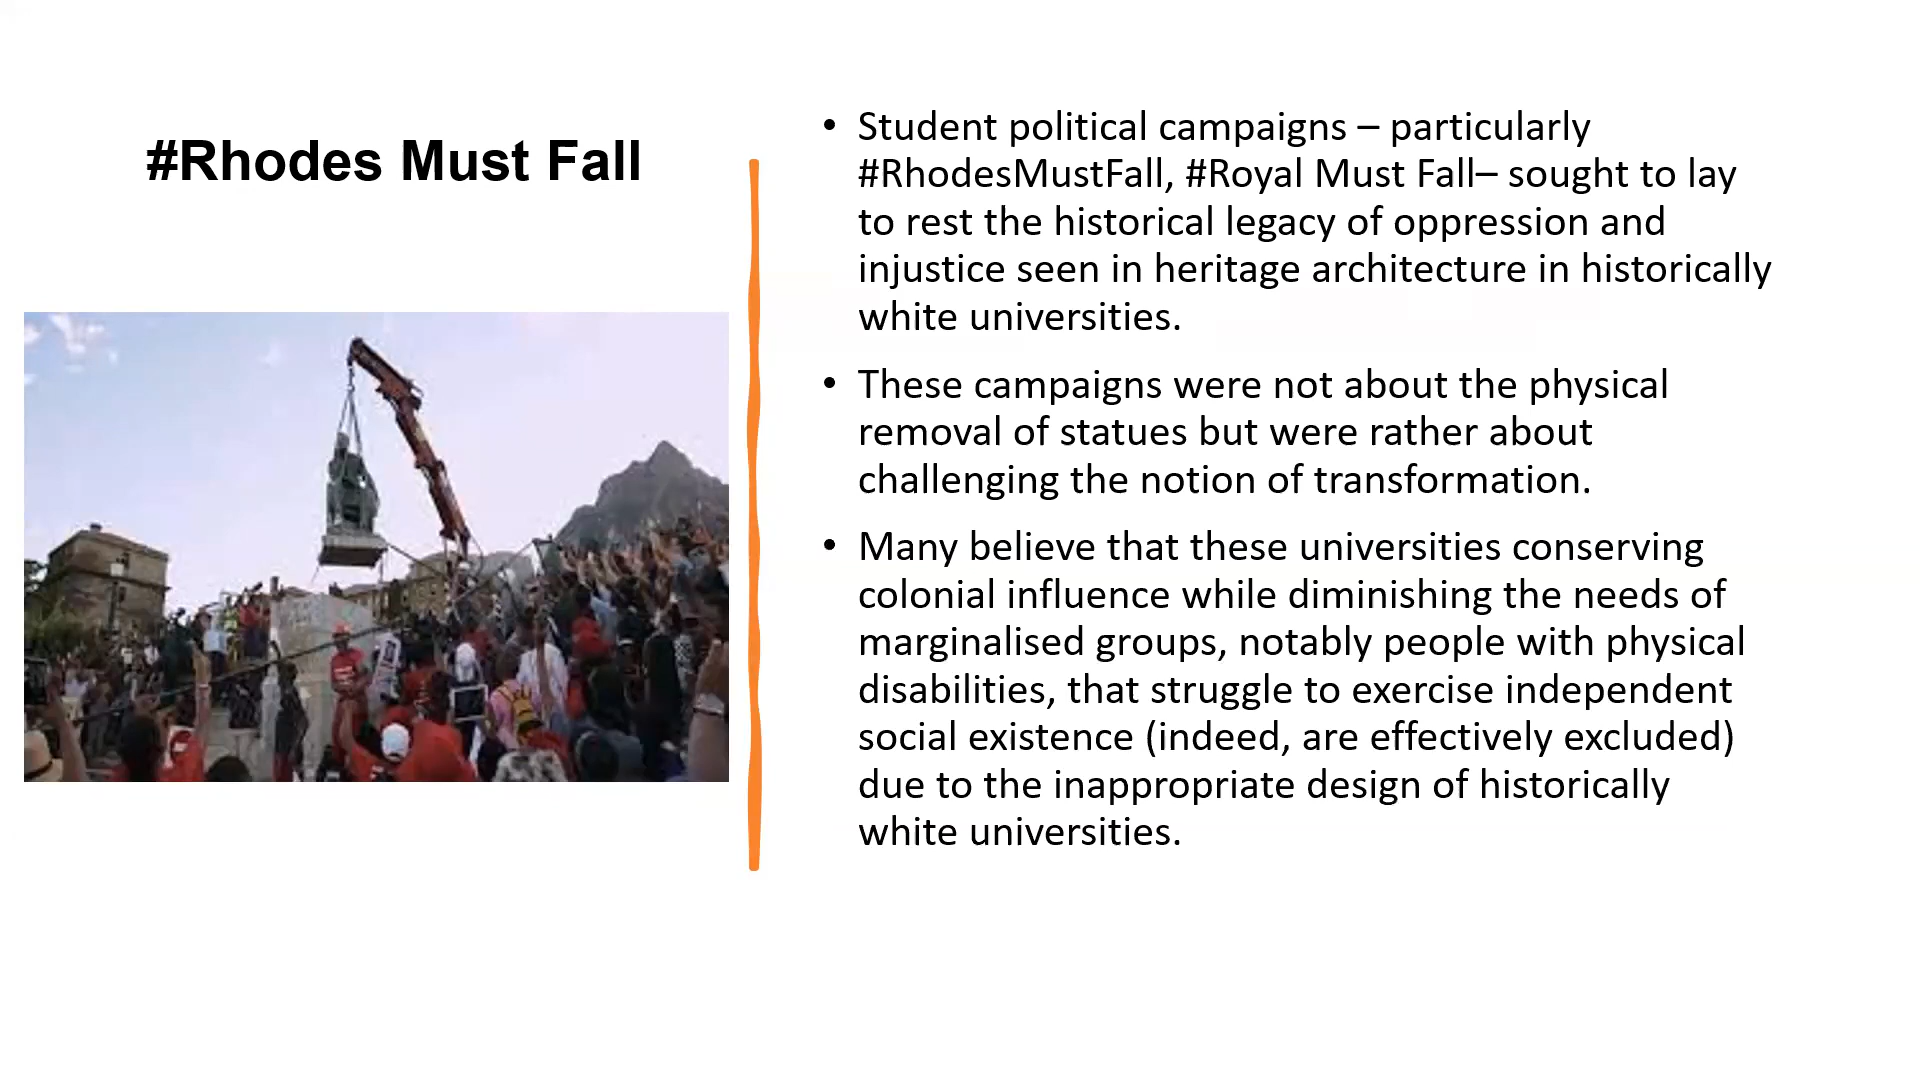 #Rhodes Must Fall
• Student political campaigns – particularly
#RhodesMustFall, #Royal Must Fall– sought to lay
to rest the historical legacy of oppression and
injustice seen in heritage architecture in historically
white universities.
• These campaigns were not about the physical
removal of statues but were rather about
challenging the notion of transformation.
• Many believe that these universities conserving
colonial influence while diminishing the needs of
marginalised groups, notably people with physical
disabilities, that struggle to exercise independent
social existence (indeed, are effectively excluded)
due to the inappropriate design of historically
white universities.